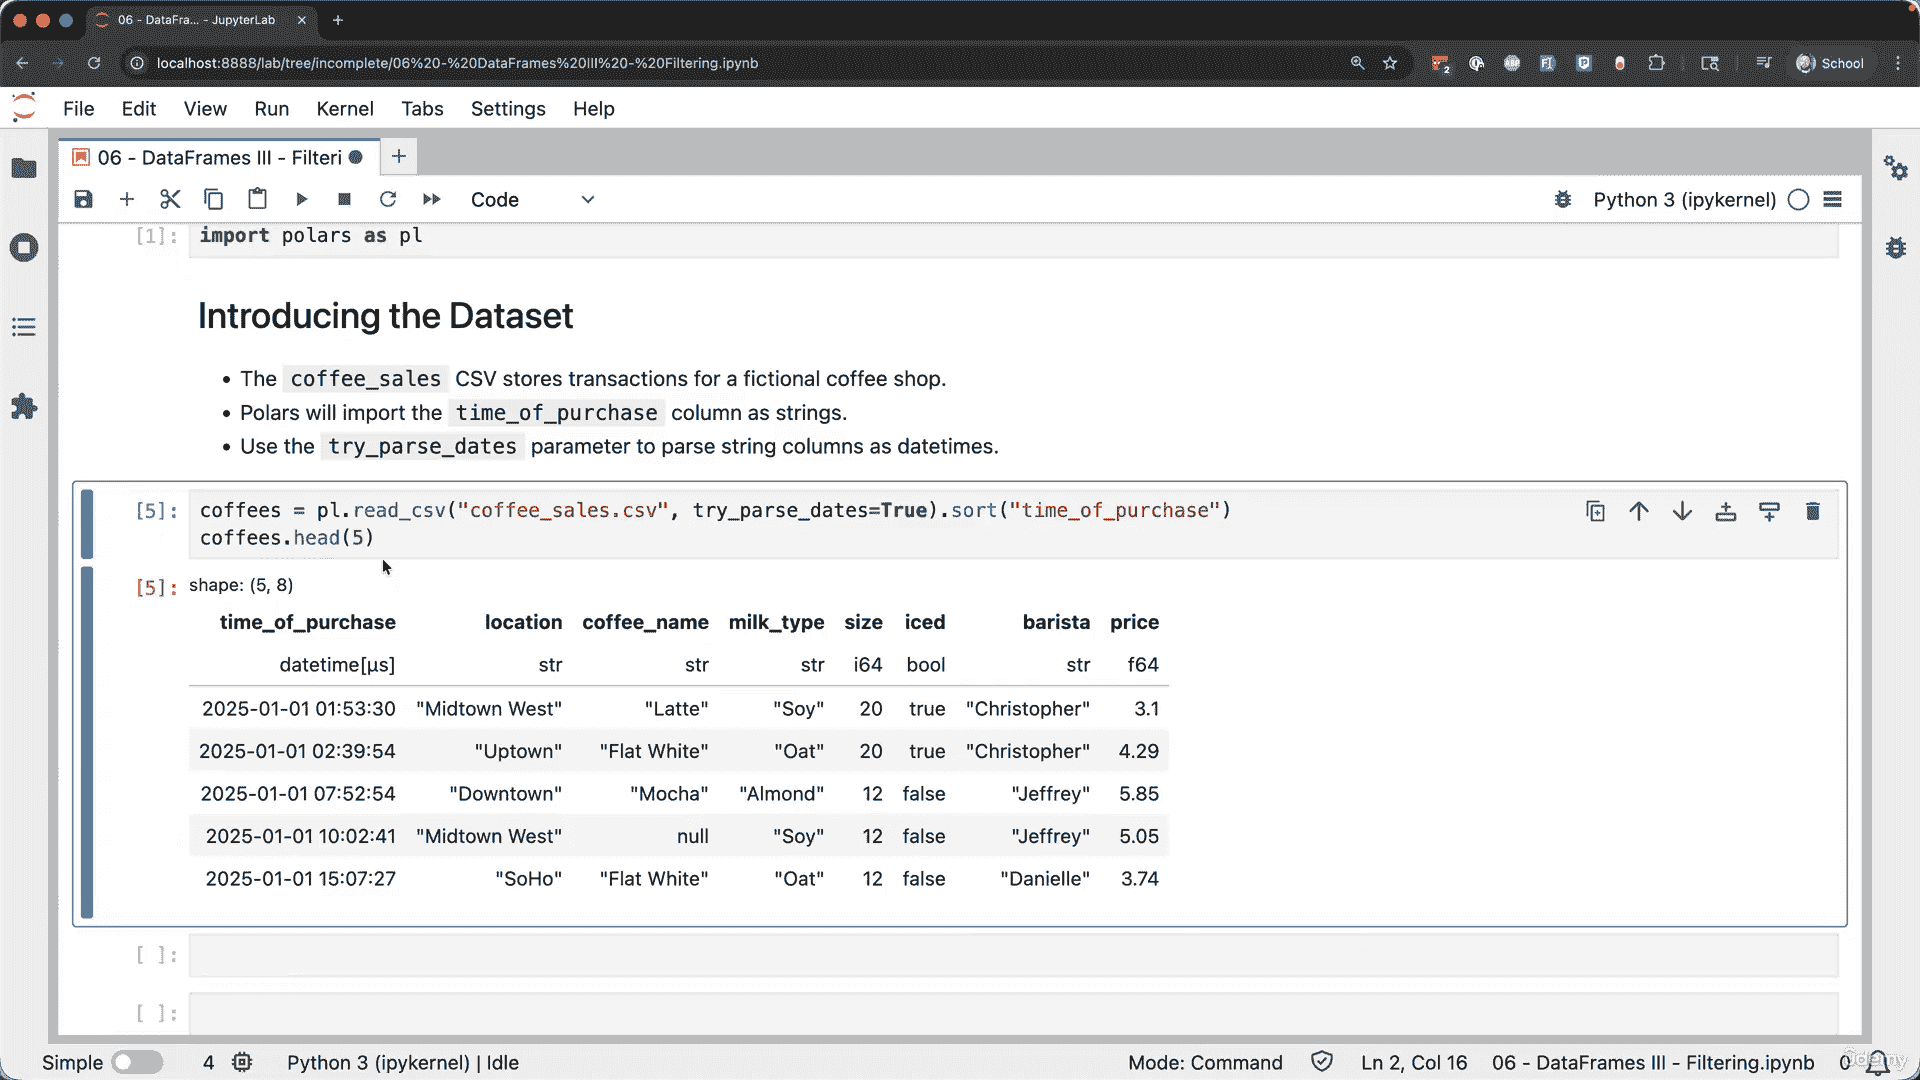 06 - DataFra... - JupyterLab
localhost:8888/lab/tree/incomplete/06%20-%20DataFrames%20III%20-%20Filtering.ipynb
2
School
File Edit View Run Kernel Tabs Settings Help
06 - DataFrames III - Filteri
Code
Python 3 (ipykernel)
[1]: import polars as pl
Introducing the Dataset
• The coffee_sales CSV stores transactions for a fictional coffee shop.
• Polars will import the time_of_purchase column as strings.
• Use the try_parse_dates parameter to parse string columns as datetimes.
[5]: coffees = pl.read_csv("coffee_sales.csv", try_parse_dates=True).sort("time_of_purchase")
coffees.head(5)
[5]: shape: (5, 8)
time_of_purchase location coffee_name milk_type size iced barista price
datetime[μs] str str str i64 bool str f64
2025-01-01 01:53:30 "Midtown West" "Latte" "Soy" 20 true "Christopher" 3.1
2025-01-01 02:39:54 "Uptown" "Flat White" "Oat" 20 true "Christopher" 4.29
2025-01-01 07:52:54 "Downtown" "Mocha" "Almond" 12 false "Jeffrey" 5.85
2025-01-01 10:02:41 "Midtown West" null "Soy" 12 false "Jeffrey" 5.05
2025-01-01 15:07:27 "SoHo" "Flat White" "Oat" 12 false "Danielle" 3.74
[ ]:
[ ]:
Simple 4 Python 3 (ipykernel) | Idle Mode: Command Ln 2, Col 16 06 - DataFrames III - Filtering.ipynb 0
udemy